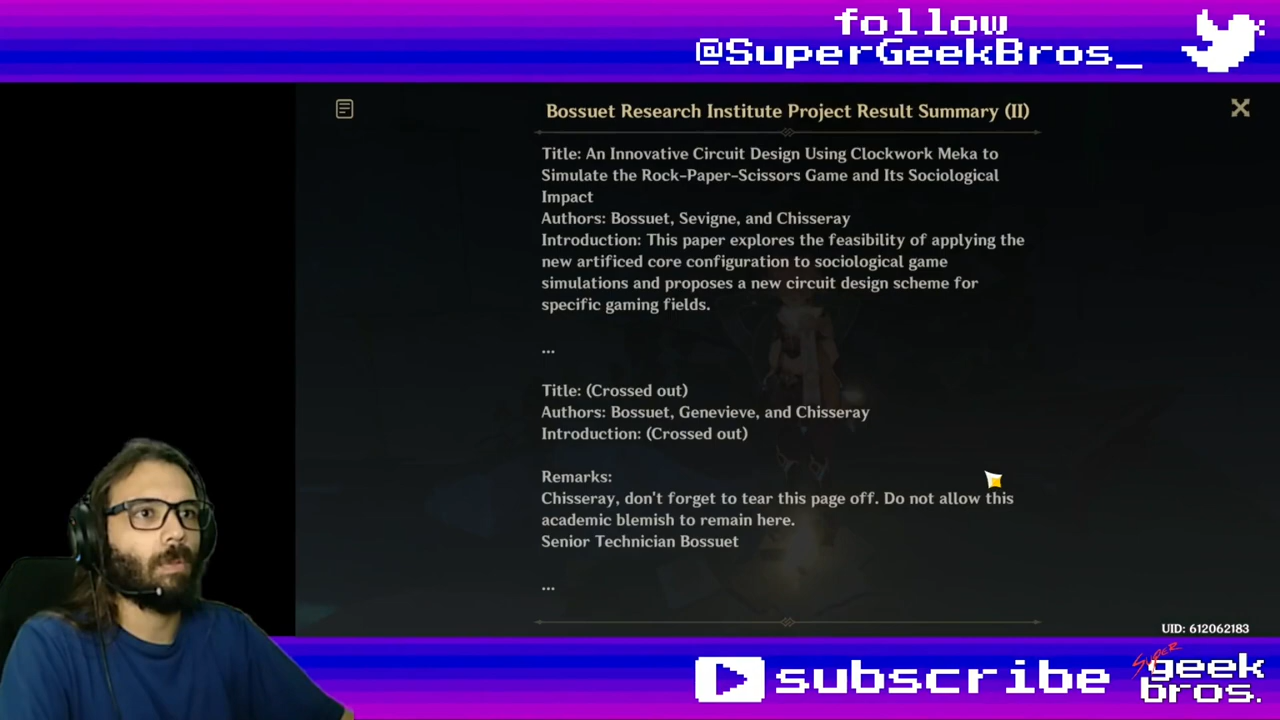 follow
@SuperGeekBros_
Bossuet Research Institute Project Result Summary (II)
Title: An Innovative Circuit Design Using Clockwork Meka to
Simulate the Rock-Paper-Scissors Game and Its Sociological
Impact
Authors: Bossuet, Sevigne, and Chisseray
Introduction: This paper explores the feasibility of applying the
new artificed core configuration to sociological game
simulations and proposes a new circuit design scheme for
specific gaming fields.
...
Title: (Crossed out)
Authors: Bossuet, Genevieve, and Chisseray
Introduction: (Crossed out)
Remarks:
Chisseray, don't forget to tear this page off. Do not allow this
academic blemish to remain here.
Senior Technician Bossuet
...
UID: 612062183
subscribe
Super
geek
bros.